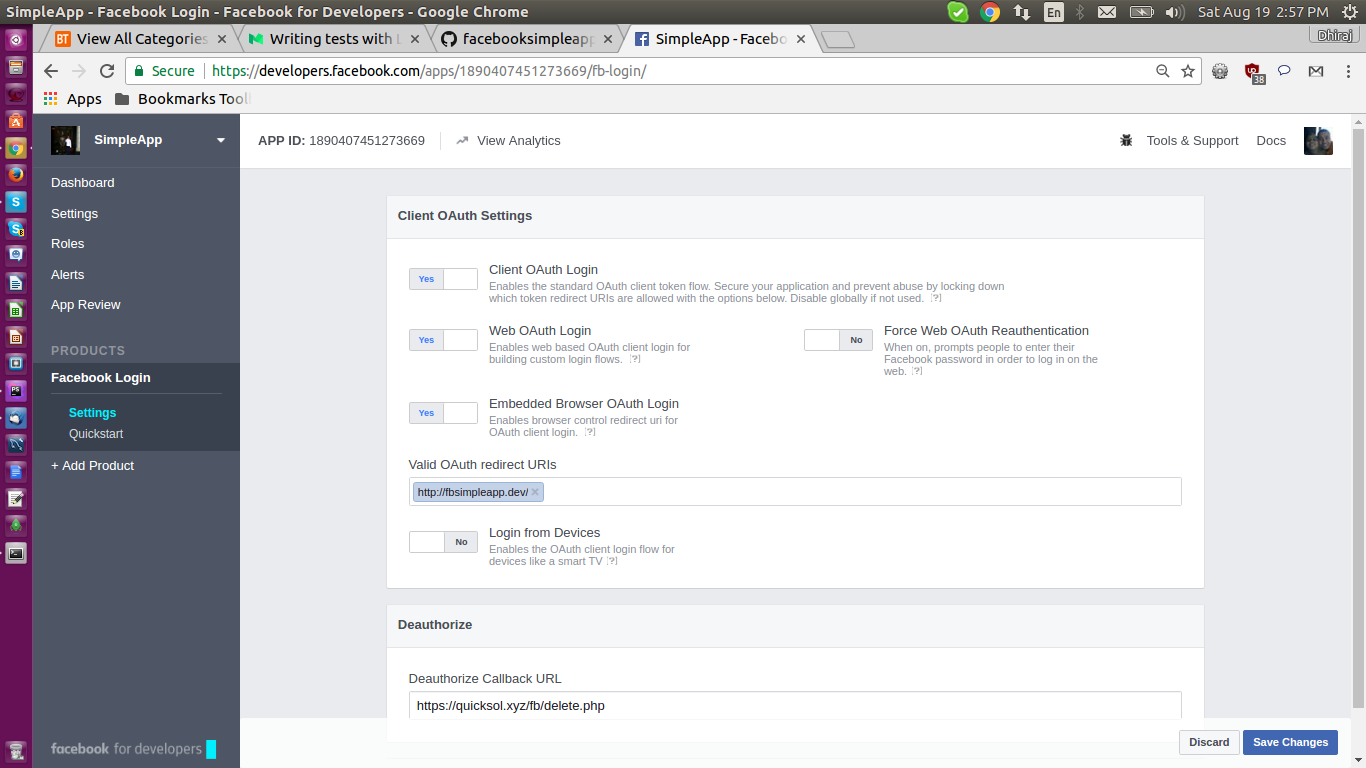 SimpleApp - Facebook Login - Facebook for Developers - Google Chrome
En
Sat Aug 19 2:57 PM
BT View All Categories
Writing tests with
facebooksimpleapp
SimpleApp - Facebo
Dhiraj
Secure
https://developers.facebook.com/apps/1890407451273669/fb-login/
38
Apps
Bookmarks Tool
SimpleApp
APP ID: 1890407451273669
View Analytics
Tools & Support
Docs
Dashboard
Settings
Roles
Alerts
App Review
PRODUCTS
Facebook Login
Settings
Quickstart
+ Add Product
facebook for developers
Client OAuth Settings
Yes
Client OAuth Login
Enables the standard OAuth client token flow. Secure your application and prevent abuse by locking down
which token redirect URIs are allowed with the options below. Disable globally if not used. [?]
Yes
Web OAuth Login
Enables web based OAuth client login for
building custom login flows. [?]
No
Force Web OAuth Reauthentication
When on, prompts people to enter their
Facebook password in order to log in on the
web. [?]
Yes
Embedded Browser OAuth Login
Enables browser control redirect uri for
OAuth client login. [?]
Valid OAuth redirect URIs
http://fbsimpleapp.dev/ ×
No
Login from Devices
Enables the OAuth client login flow for
devices like a smart TV [?]
Deauthorize
Deauthorize Callback URL
https://quicksol.xyz/fb/delete.php
Discard
Save Changes